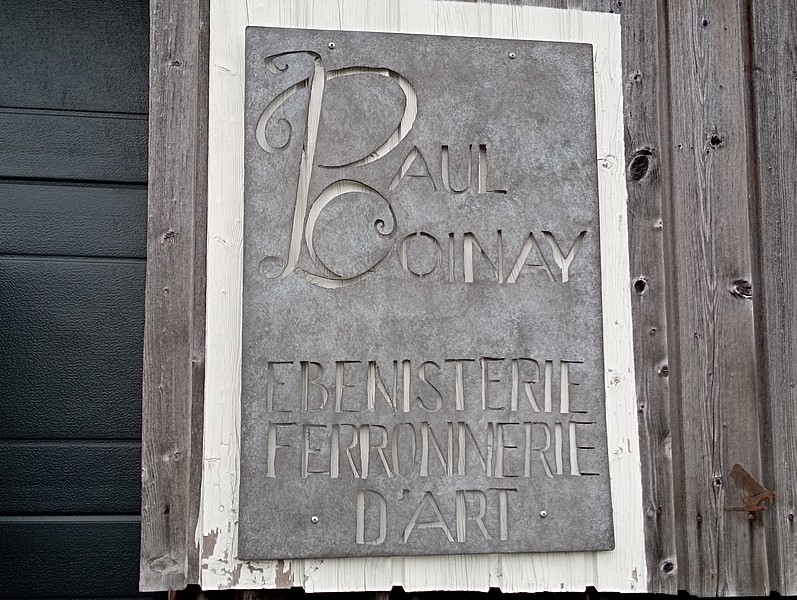 PAUL
COINAY
EBENISTERIE
FERRONNERIE
D'ART